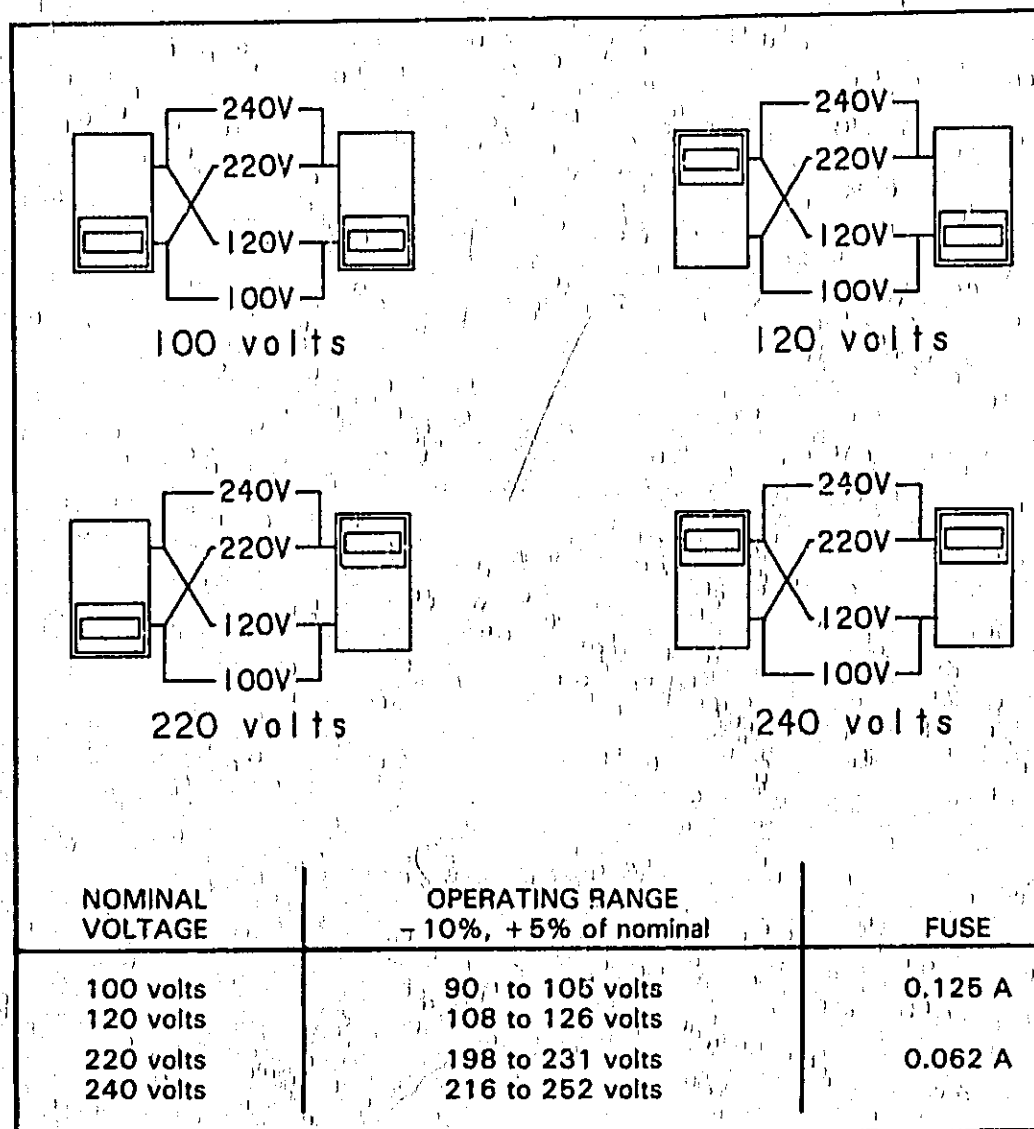 240V 240V
220V 220V
120V 120V
100V 100V
100 volts 120 volts
240V 240V
220V 220V
120V 120V
100V 100V
220 volts 240 volts
NOMINAL OPERATING RANGE
VOLTAGE -10%, +5% of nominal FUSE
100 volts 90 to 105 volts 0.125 A
120 volts 108 to 126 volts
220 volts 198 to 231 volts 0.062 A
240 volts 216 to 252 volts